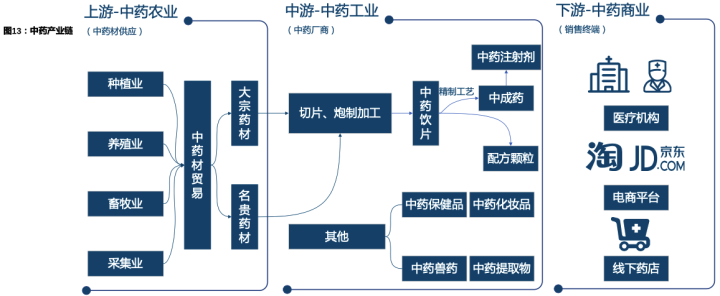 图13：中药产业链
上游-中药农业
（中药材供应）
种植业
养殖业
畜牧业
采集业
中药材贸易
大宗药材
名贵药材
中游-中药工业
（中药厂商）
切片、炮制加工
中药饮片
精制工艺
中药注射剂
中成药
配方颗粒
其他
中药保健品
中药化妆品
中药兽药
中药提取物
下游-中药商业
（销售终端）
医疗机构
淘 JD京东
.COM
电商平台
线下药店